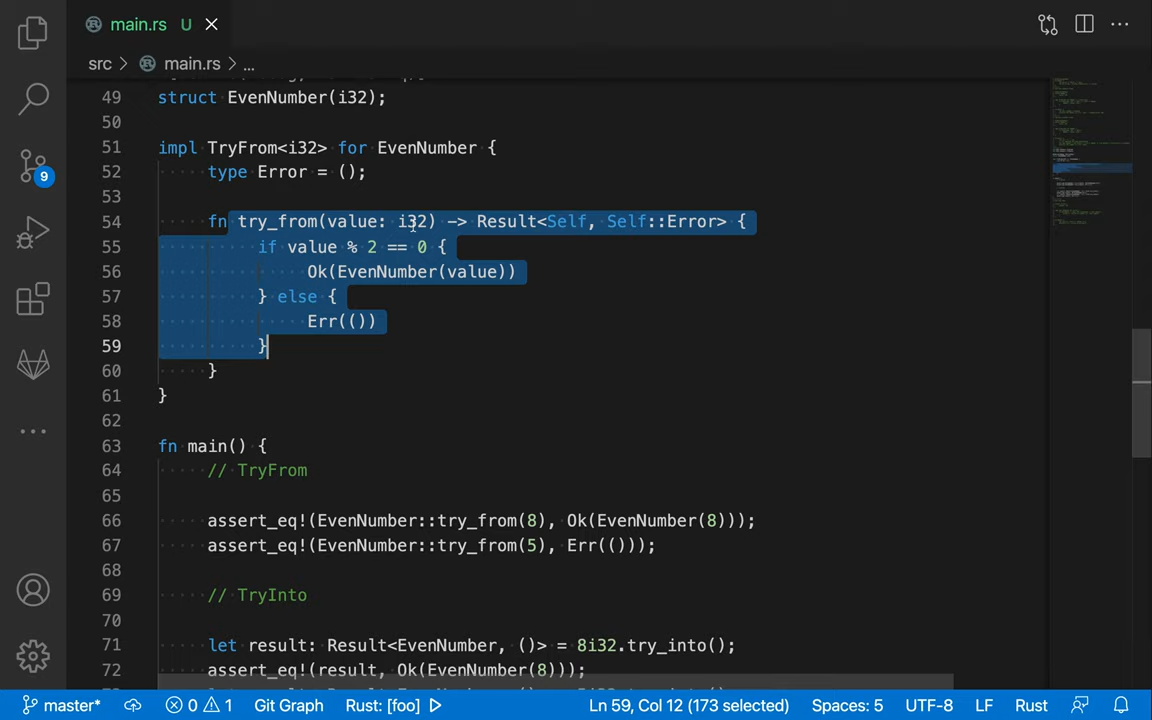 main.rs U
src > main.rs > ...
49 struct EvenNumber(i32);
50
51 impl TryFrom<i32> for EvenNumber {
52 type Error = ();
53
54 fn try_from(value: i32) -> Result<Self, Self::Error> {
55 if value % 2 == 0 {
56 Ok(EvenNumber(value))
57 } else {
58 Err(())
59 }
60 }
61 }
62
63 fn main() {
64 // TryFrom
65
66 assert_eq!(EvenNumber::try_from(8), Ok(EvenNumber(8)));
67 assert_eq!(EvenNumber::try_from(5), Err(()));
68
69 // TryInto
70
71 let result: Result<EvenNumber, ()> = 8i32.try_into();
72 assert_eq!(result, Ok(EvenNumber(8)));
9
master* 0 1 Git Graph Rust: [foo] Ln 59, Col 12 (173 selected) Spaces: 5 UTF-8 LF Rust